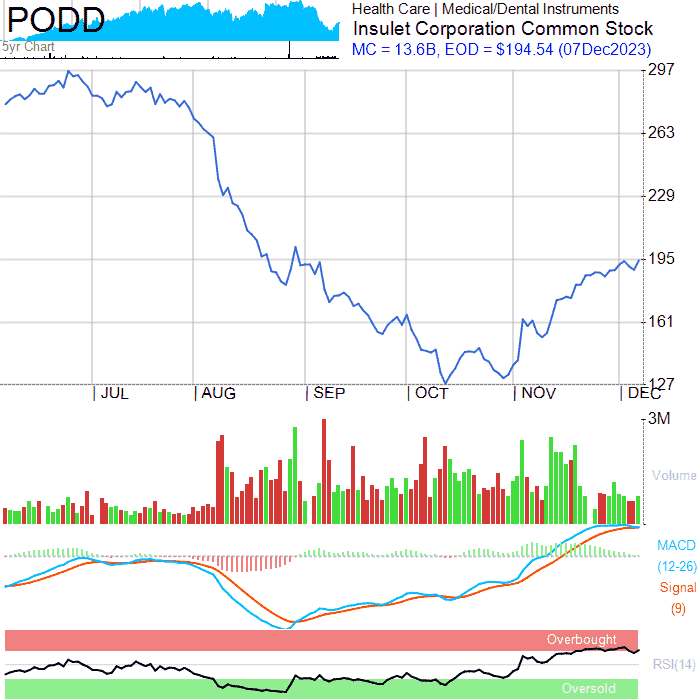 PODD
5yr Chart
Health Care | Medical/Dental Instruments
Insulet Corporation Common Stock
MC = 13.6B, EOD = $194.54 (07Dec2023)
297
263
229
195
161
127
JUL AUG SEP OCT NOV DEC
3M
Volume
MACD
(12-26)
Signal
(9)
Overbought
RSI(14)
Oversold